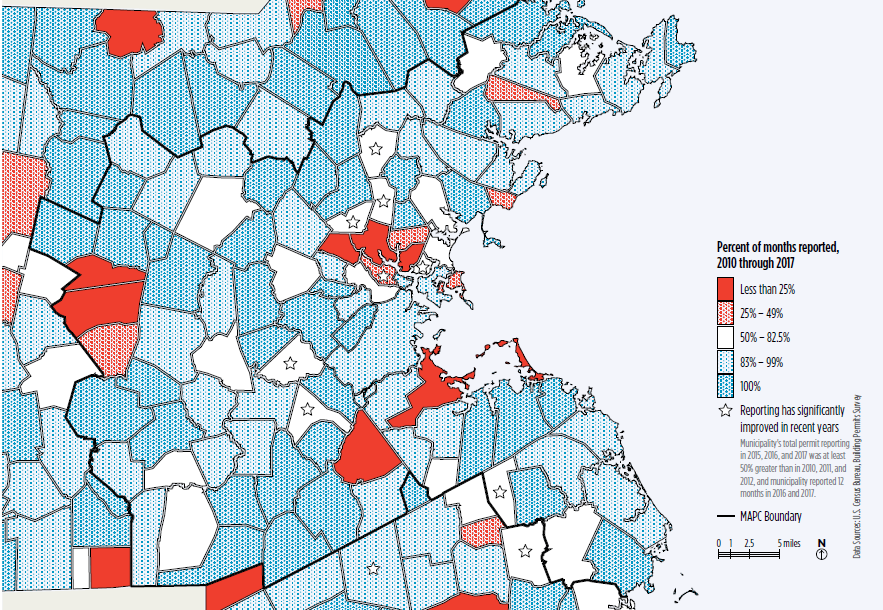 Percent of months reported,
2010 through 2017
Less than 25%
25% – 49%
50% – 82.5%
83% – 99%
100%
Reporting has significantly
improved in recent years
Municipality's total permit reporting
in 2015, 2016, and 2017 was at least
50% greater than in 2010, 2011, and
2012, and municipality reported 12
months in 2016 and 2017.
MAPC Boundary
0 1 2.5 5 miles
N
Data Sources: U.S. Census Bureau, Building Permits Survey